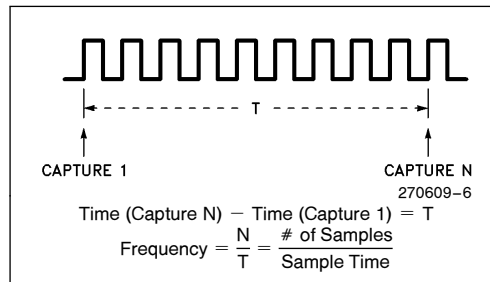 T
CAPTURE 1 CAPTURE N
270609–6
Time (Capture N) − Time (Capture 1) = T
Frequency = N/T = # of Samples/Sample Time